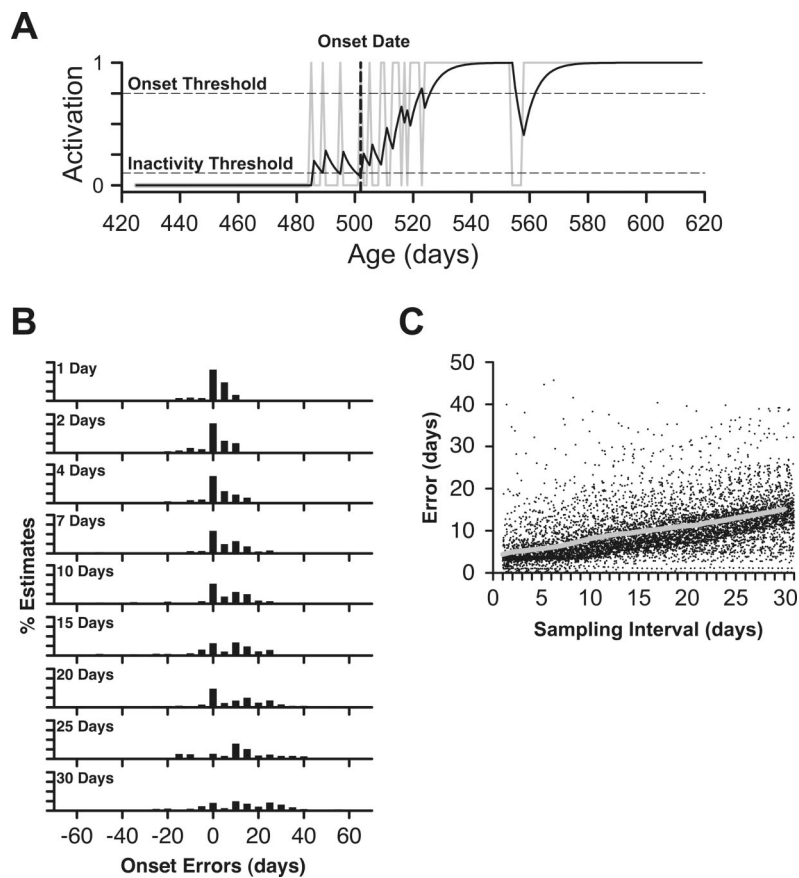 A
Onset Date
1
Onset Threshold
Activation
Inactivity Threshold
0
420 440 460 480 500 520 540 560 580 600 620
Age (days)
B
1 Day
2 Days
4 Days
7 Days
10 Days
15 Days
20 Days
25 Days
30 Days
% Estimates
-60 -40 -20 0 20 40 60
Onset Errors (days)
C
50
40
30
20
10
0
Error (days)
0 5 10 15 20 25 30
Sampling Interval (days)